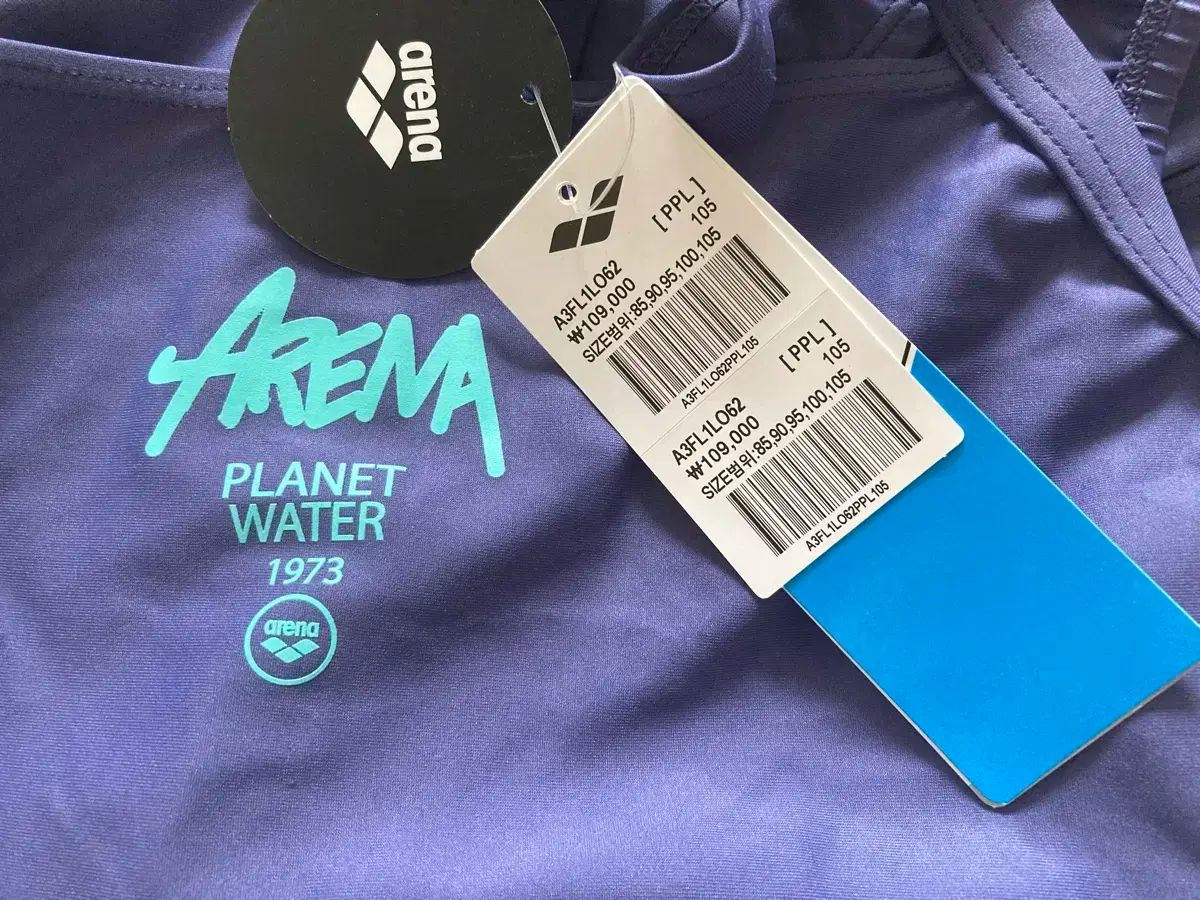 arena
ARENA
PLANET
WATER
1973
arena
[ PPL ]
105
A3FL1LO62
₩109,000
SIZE범위:85,90,95,100,105
A3FL1LO62PPL105
[ PPL ]
105
A3FL1LO62
₩109,000
SIZE범위:85,90,95,100,105
A3FL1LO62PPL105